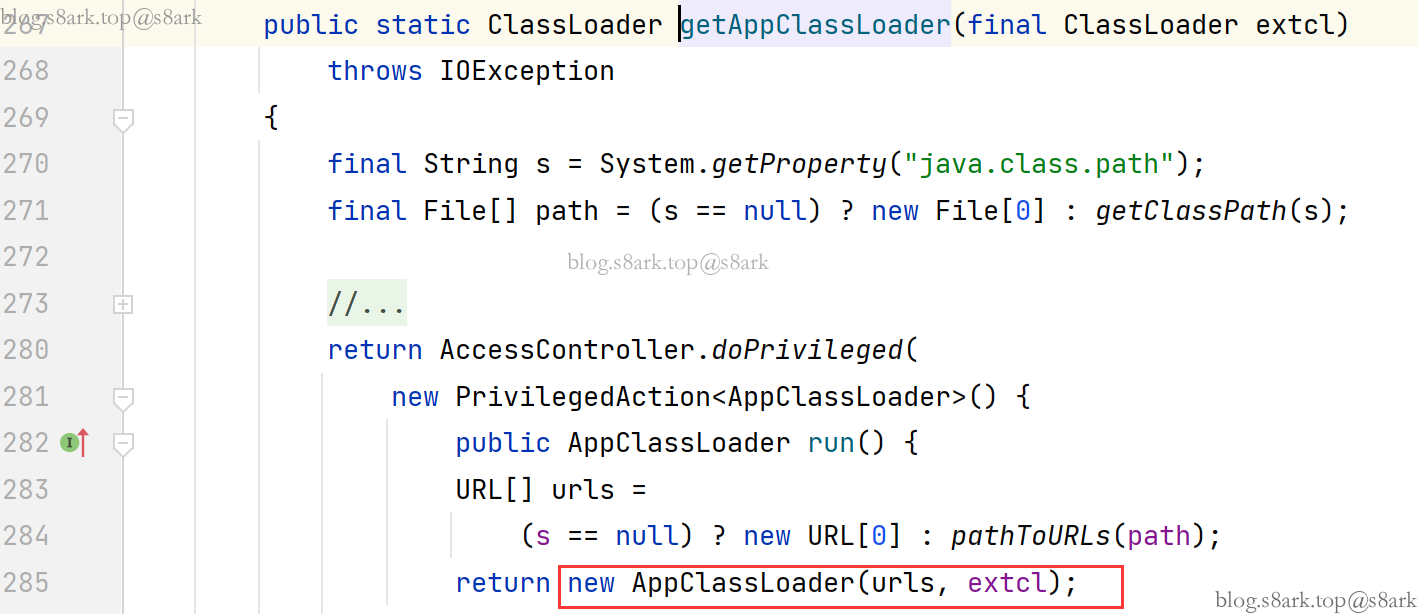 blog.s8ark.top@s8ark
267 public static ClassLoader getAppClassLoader(final ClassLoader extcl)
268 throws IOException
269 {
270 final String s = System.getProperty("java.class.path");
271 final File[] path = (s == null) ? new File[0] : getClassPath(s);
272
blog.s8ark.top@s8ark
273 //...
280 return AccessController.doPrivileged(
281 new PrivilegedAction<AppClassLoader>() {
282 public AppClassLoader run() {
283 URL[] urls =
284 (s == null) ? new URL[0] : pathToURLs(path);
285 return new AppClassLoader(urls, extcl);
blog.s8ark.top@s8ark